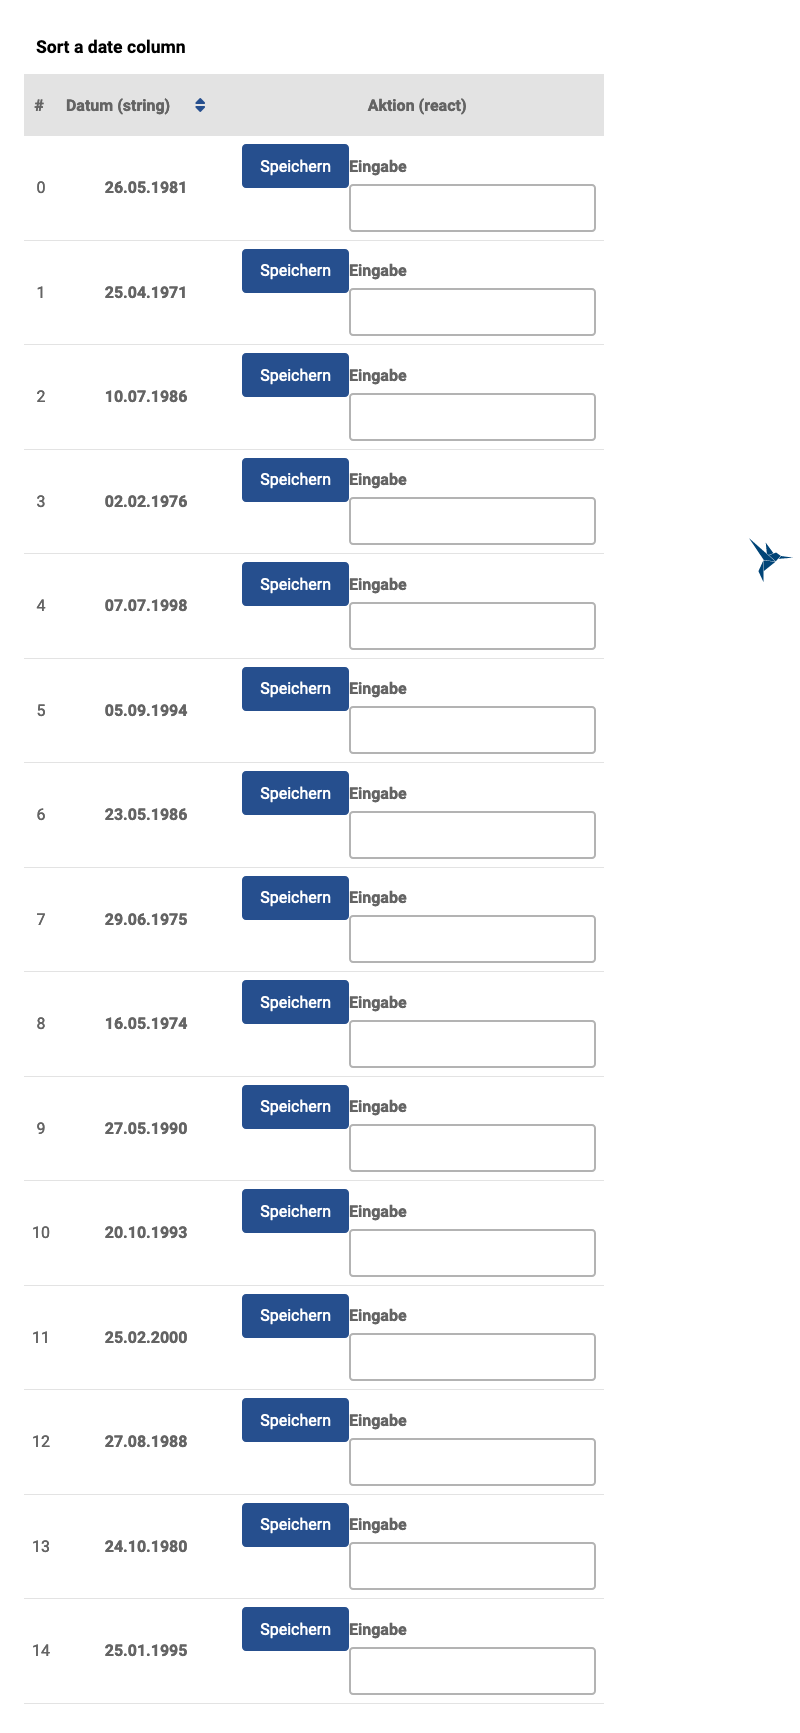 Sort a date column
# Datum (string) Aktion (react)
0 26.05.1981 Speichern Eingabe
1 25.04.1971 Speichern Eingabe
2 10.07.1986 Speichern Eingabe
3 02.02.1976 Speichern Eingabe
4 07.07.1998 Speichern Eingabe
5 05.09.1994 Speichern Eingabe
6 23.05.1986 Speichern Eingabe
7 29.06.1975 Speichern Eingabe
8 16.05.1974 Speichern Eingabe
9 27.05.1990 Speichern Eingabe
10 20.10.1993 Speichern Eingabe
11 25.02.2000 Speichern Eingabe
12 27.08.1988 Speichern Eingabe
13 24.10.1980 Speichern Eingabe
14 25.01.1995 Speichern Eingabe